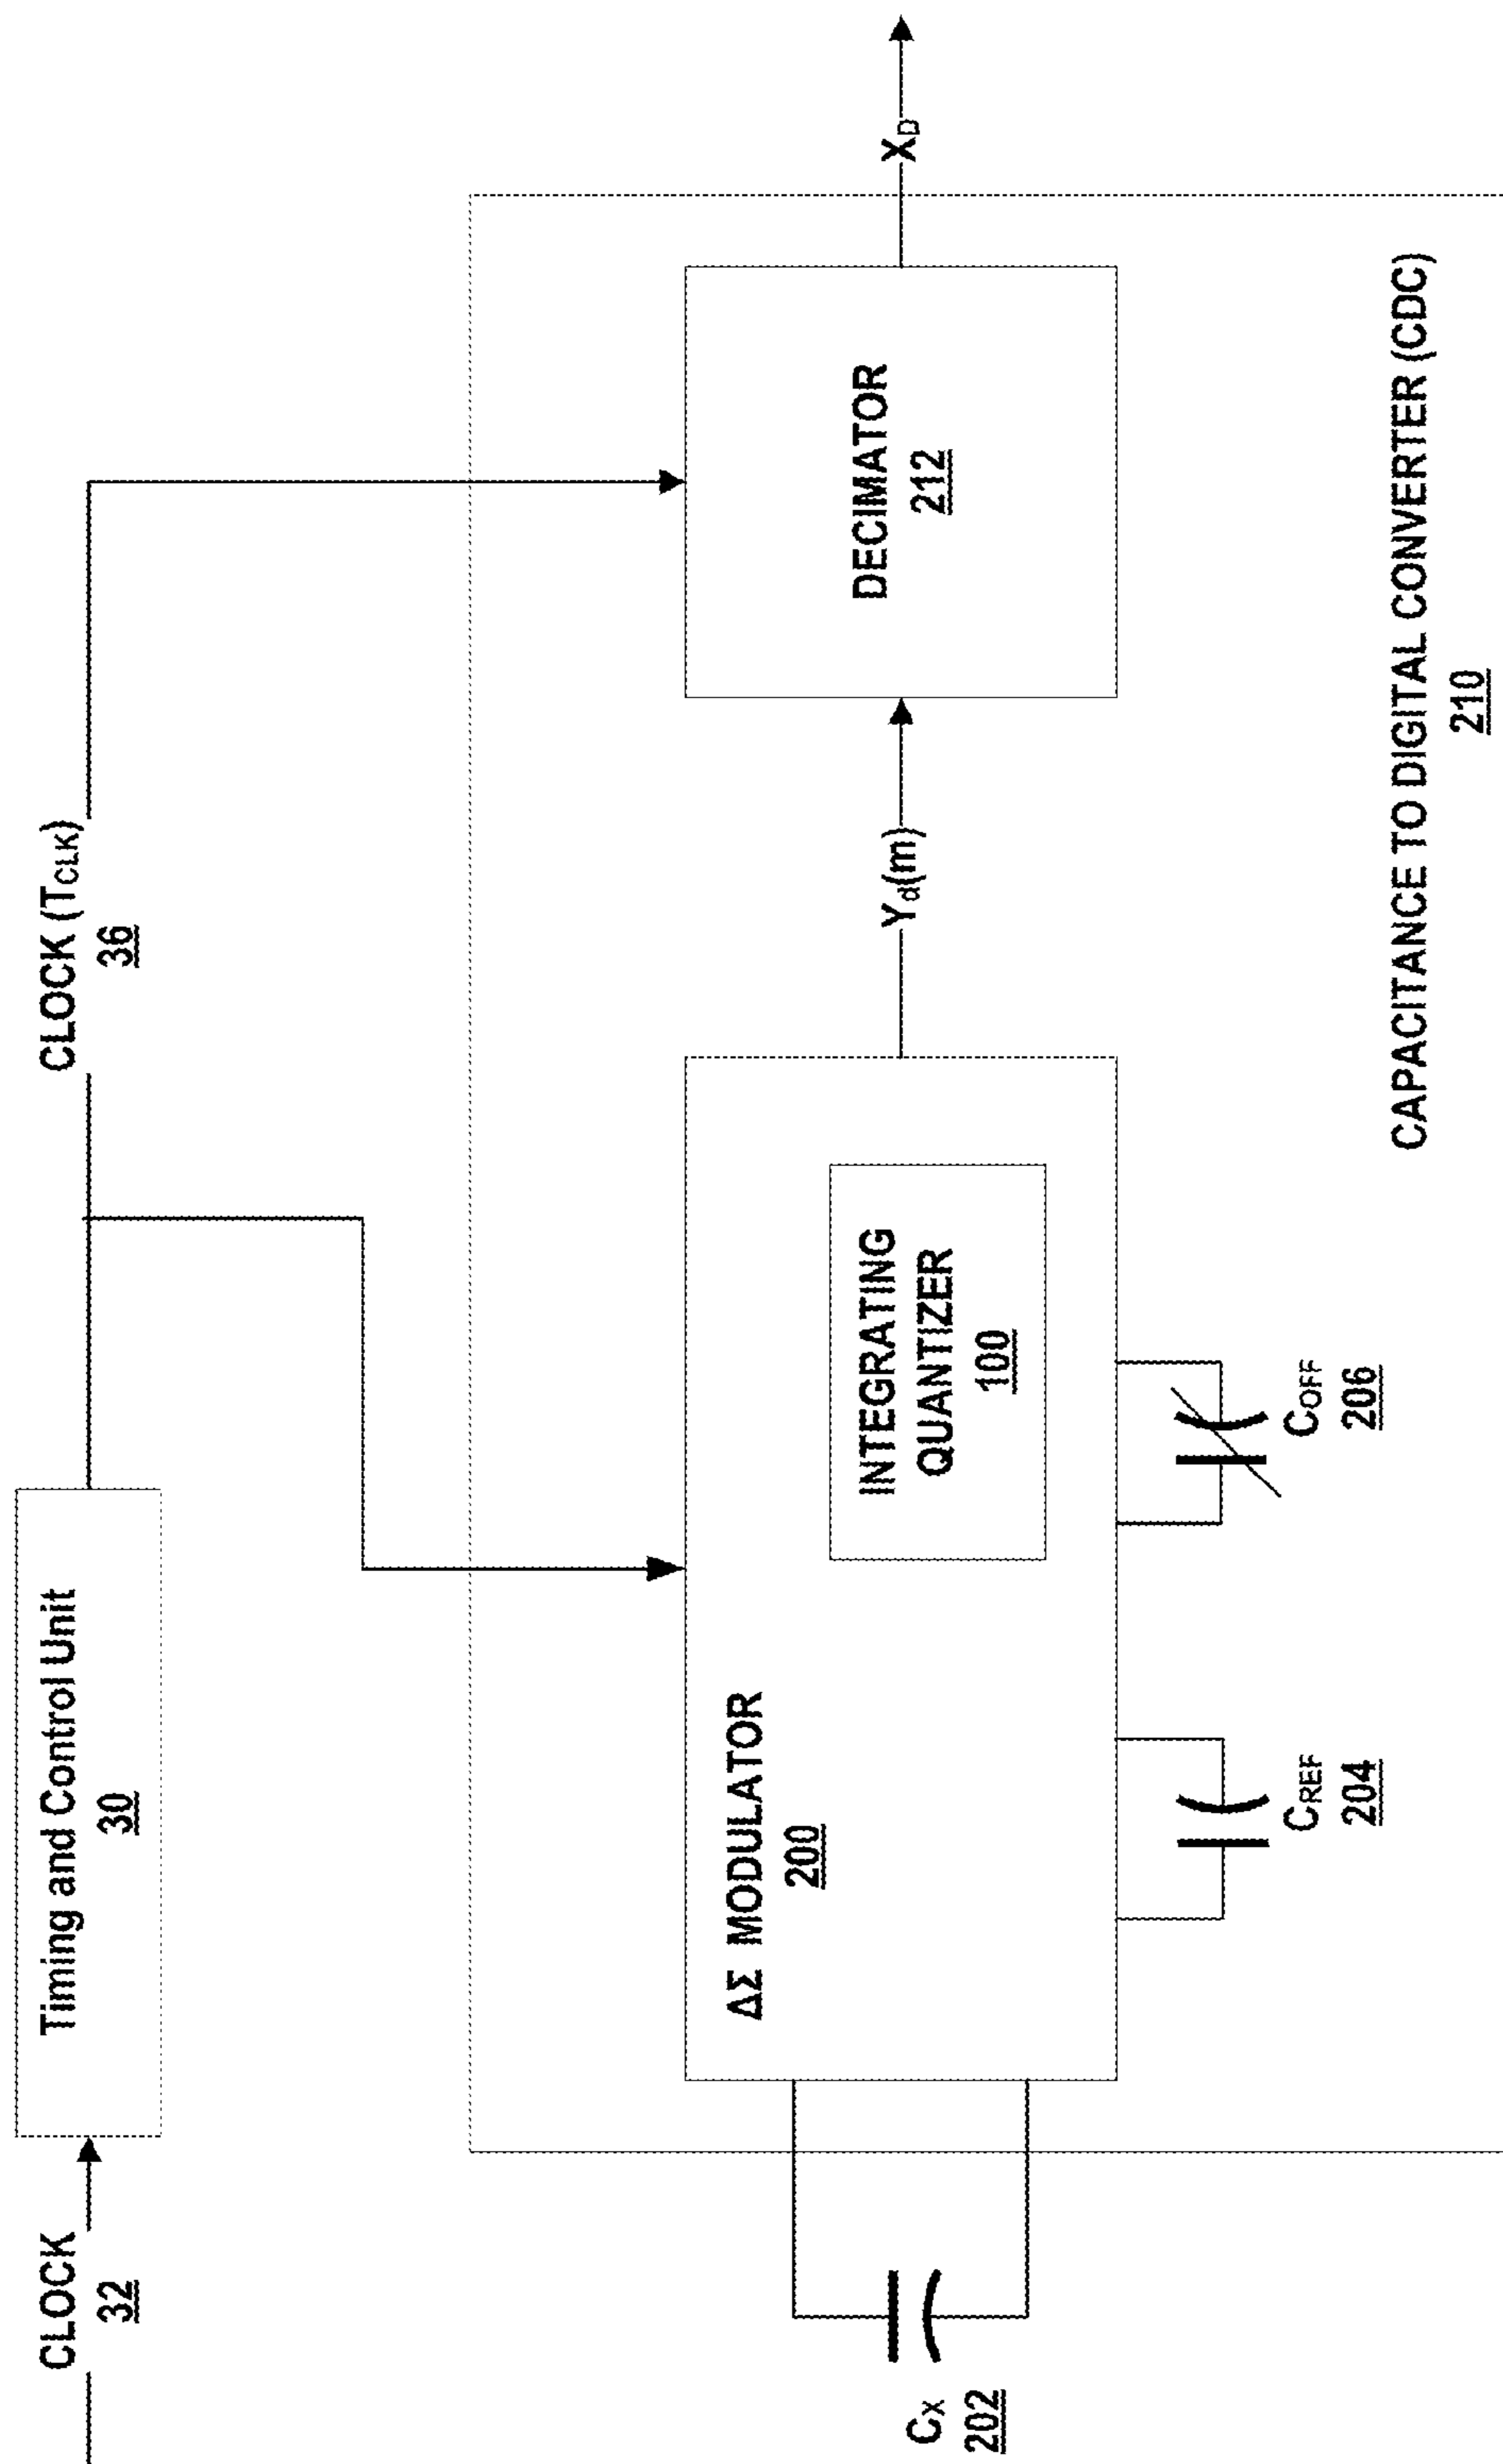 CLOCK
32
Timing and Control Unit
30
CLOCK (TCLK)
36
CX
202
ΔΣ MODULATOR
200
INTEGRATING
QUANTIZER
100
CREF
204
COFF
206
Yd(m)
DECIMATOR
212
XD
CAPACITANCE TO DIGITAL CONVERTER (CDC)
210